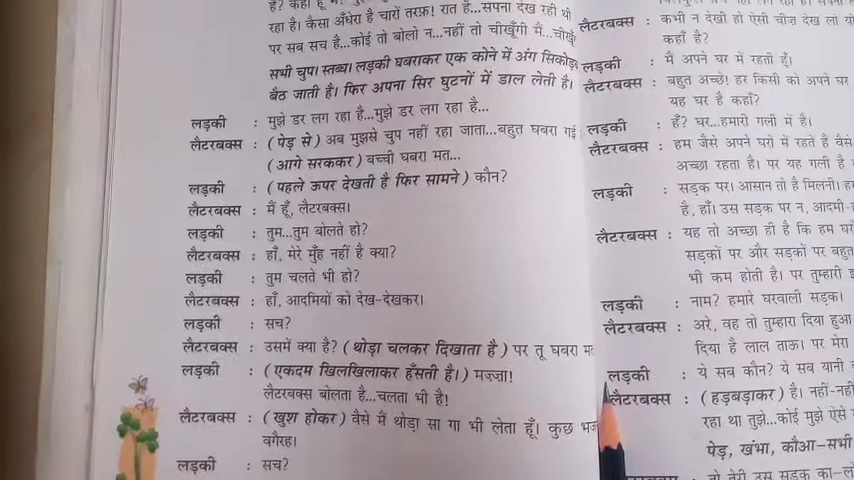 रहा है। कैसा अँधेरा है चारों तरफ़! रात है...सपना देख रही थी
पर सब सच है...कोई तो बोलो न...नहीं तो चीखूँगी मैं...चीखूँ
सभी चुप। स्तब्ध। लड़की घबराकर एक कोने में अंग सिकोड़
बैठ जाती है। फिर अपना सिर घुटनों में डाल लेती है।
लड़की : मुझे डर लग रहा है...मुझे डर लग रहा है...
लैटरबक्स : (पेड़ से) अब मुझसे चुप नहीं रहा जाता...बहुत घबरा गई
(आगे सरककर) बच्ची घबरा मत...
लड़की : (पहले ऊपर देखती है फिर सामने) कौन?
लैटरबक्स : मैं हूँ, लैटरबक्स।
लड़की : तुम...तुम बोलते हो?
लैटरबक्स : हाँ, मेरे मुँह नहीं है क्या?
लड़की : तुम चलते भी हो?
लैटरबक्स : हाँ, आदमियों को देख-देखकर।
लड़की : सच?
लैटरबक्स : उसमें क्या है? (थोड़ा चलकर दिखाता है) पर तू घबरा म
लड़की : (एकदम खिलखिलाकर हँसती है।) मज्ज़ा!
लैटरबक्स बोलता है...चलता भी है!
लैटरबक्स : (खुश होकर) वैसे मैं थोड़ा सा गा भी लेता हूँ। कुछ भज
वगैरह।
लड़की : सच?
लैटरबक्स : कभी न देखी हो ऐसी चीज़ देख ला
कहाँ है?
लड़की : मैं अपने घर में रहती हूँ।
लैटरबक्स : बहुत अच्छे! हर किसी को अपने घर
यह घर है कहाँ?
लड़की : हैं? घर...हमारी गली में है।
लैटरबक्स : हम जैसे अपने घरों में रहते हैं वैसे
अच्छा रहता है। पर यह गली है
लड़की : सड़क पर। आसान तो है मिलनी। हम
है, हाँ। उस सड़क पर न, आदमी-
लैटरबक्स : यह तो अच्छा ही है कि हम घर
सड़कों पर और सड़कों पर बहुत
भी कम होती है। पर तुम्हारी
लड़की : नाम? हमारे घरवाली सड़क।
लैटरबक्स : अरे, वह तो तुम्हारा दिया हुआ
दिया है लाल ताऊ। पर मेरा
लड़की : ये सब कौन? ये सब यानी
लैटरबक्स : (हड़बड़ाकर) है। नहीं-नहीं
रहा था तुझे...कोई मुझे ऐसे
पेड़, खंभा, कौआ-सभी
तो तेरी उस सड़क का